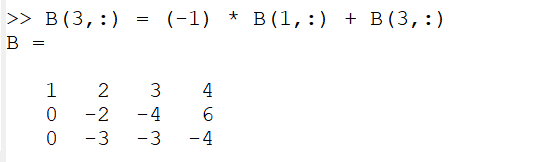 >> B(3,:) = (-1) * B(1,:) + B(3,:)
B =
1 2 3 4
0 -2 -4 6
0 -3 -3 -4